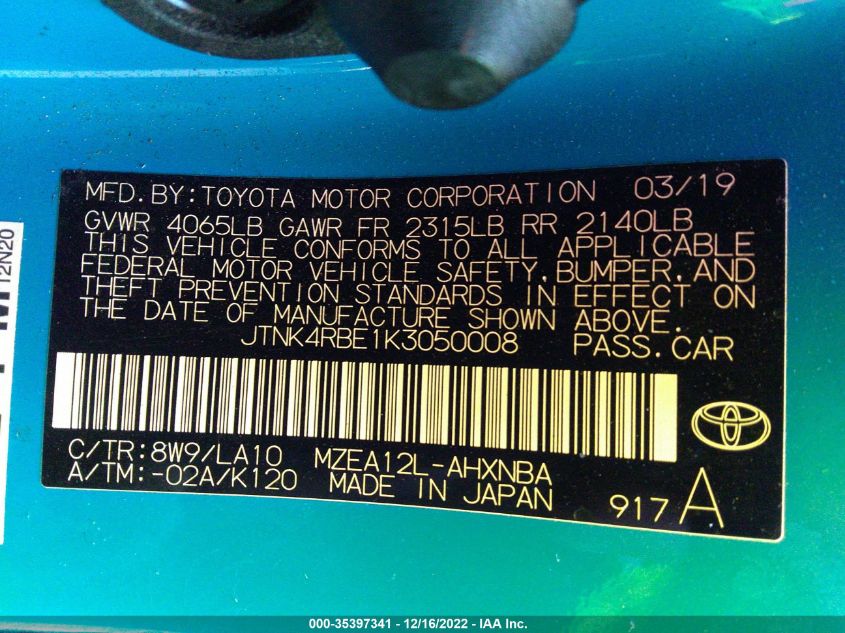 MFD.BY:TOYOTA MOTOR CORPORATION 03/19
GVWR 4065LB GAWR FR 2315LB RR 2140LB
THIS VEHICLE CONFORMS TO ALL APPLICABLE
FEDERAL MOTOR VEHICLE SAFETY,BUMPER,AND
THEFT PREVENTION STANDARDS IN EFFECT ON
THE DATE OF MANUFACTURE SHOWN ABOVE.
JTNK4RBE1K3050008 PASS.CAR
C/TR:8W9/LA10 MZEA12L-AHXNBA
A/TM:-02A/K120 MADE IN JAPAN 917 A
12N20
000-35397341 - 12/16/2022 - IAA Inc.